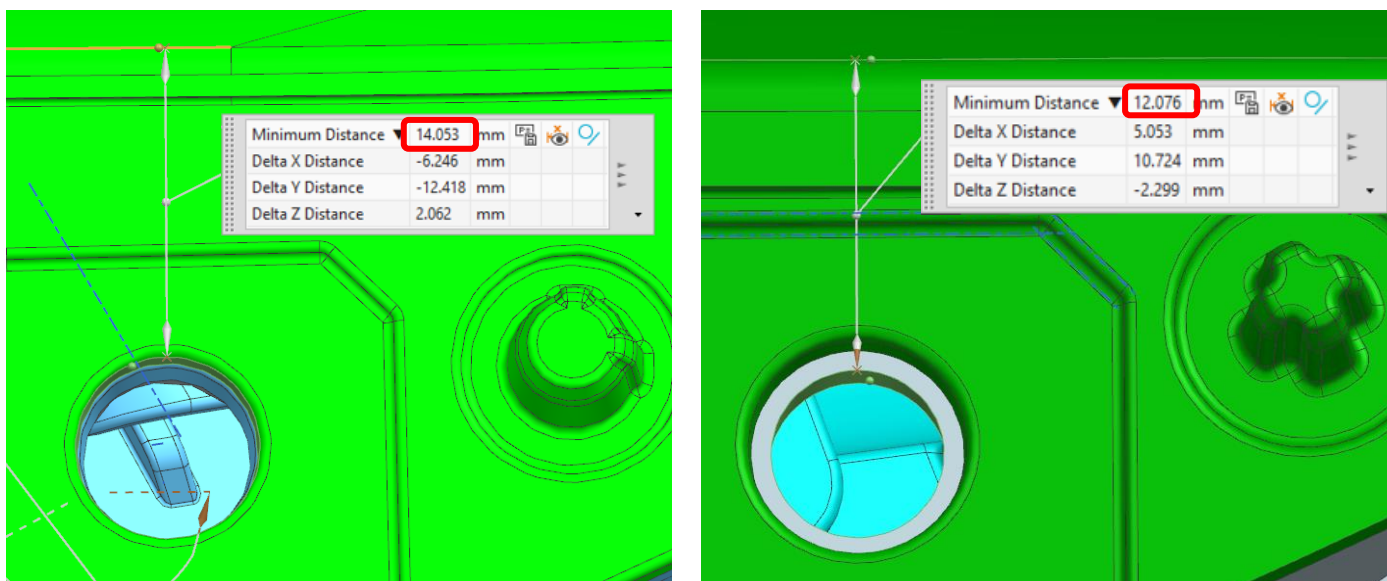 Minimum Distance ▼ 14.053 mm
Delta X Distance -6.246 mm
Delta Y Distance -12.418 mm
Delta Z Distance 2.062 mm
Minimum Distance ▼ 12.076 mm
Delta X Distance 5.053 mm
Delta Y Distance 10.724 mm
Delta Z Distance -2.299 mm